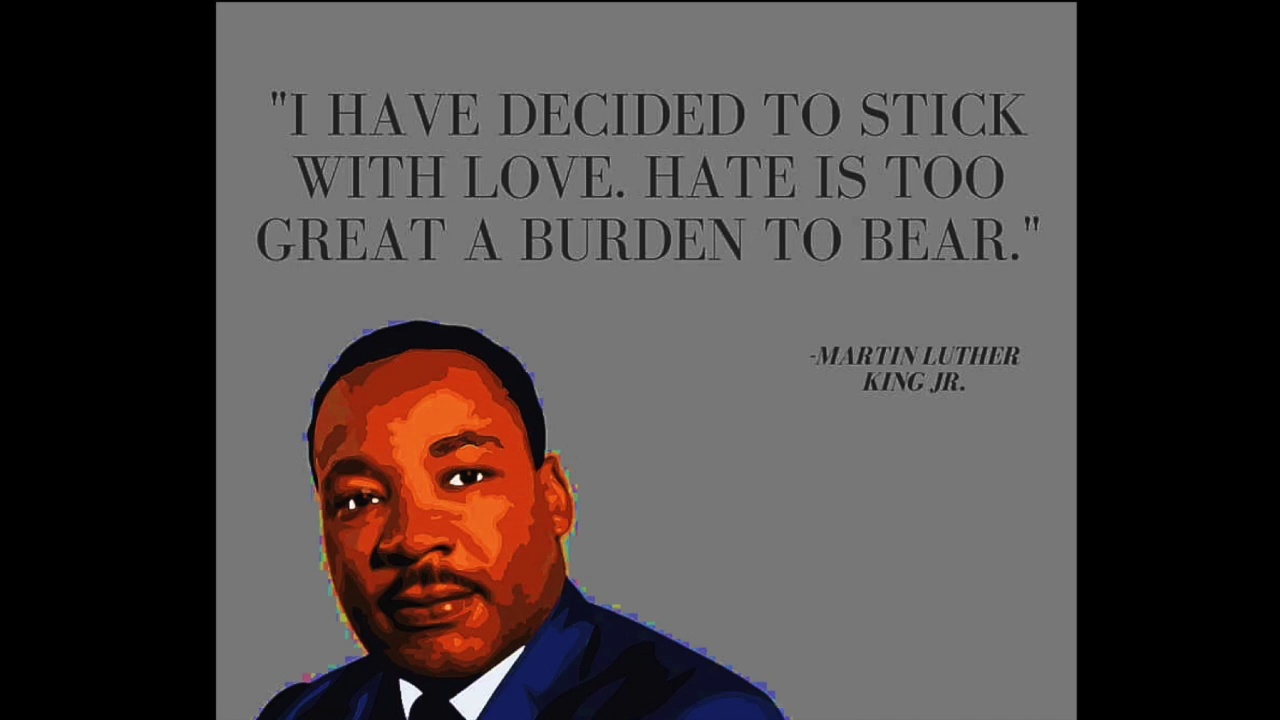 "I HAVE DECIDED TO STICK
WITH LOVE. HATE IS TOO
GREAT A BURDEN TO BEAR."
-MARTIN LUTHER
KING JR.